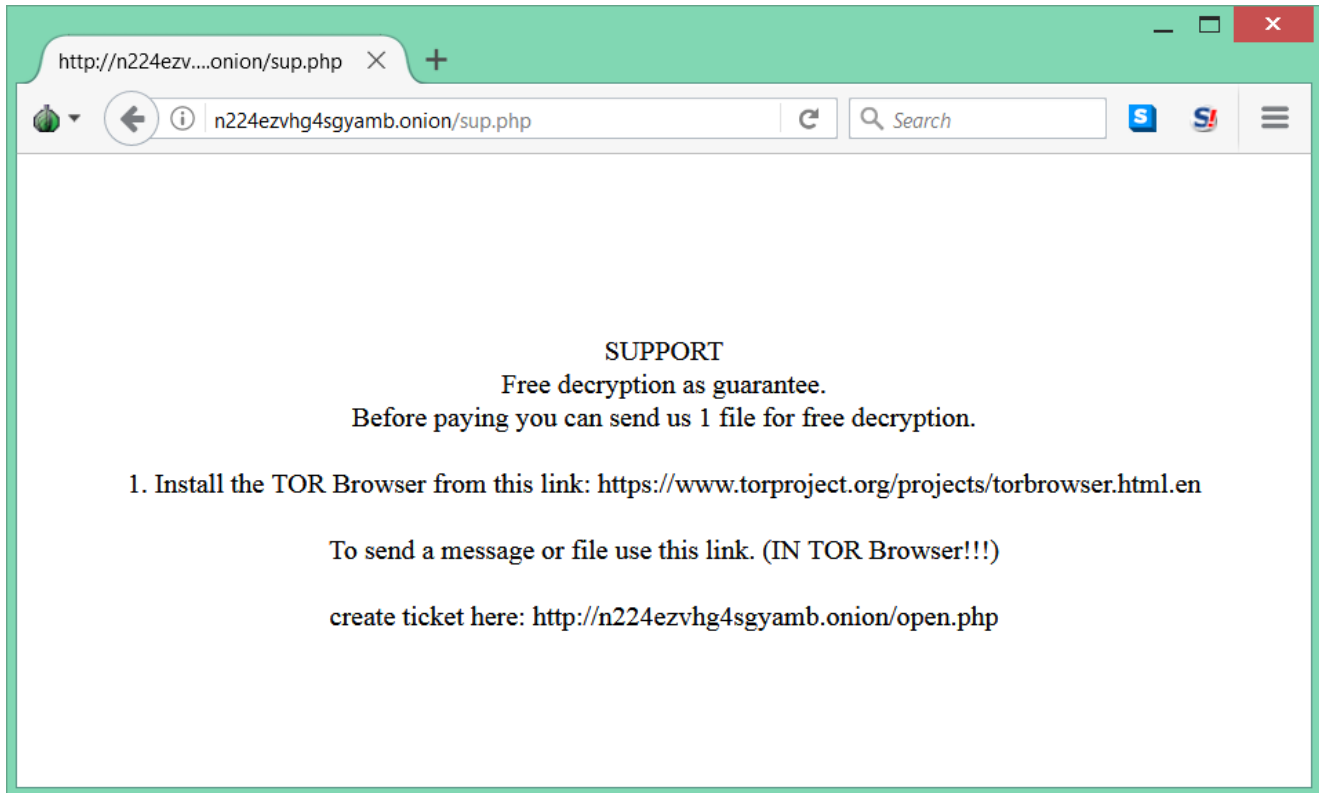 http://n224ezv....onion/sup.php
n224ezvhg4sgyamb.onion/sup.php
Search
S
S!
SUPPORT
Free decryption as guarantee.
Before paying you can send us 1 file for free decryption.
1. Install the TOR Browser from this link: https://www.torproject.org/projects/torbrowser.html.en
To send a message or file use this link. (IN TOR Browser!!!)
create ticket here: http://n224ezvhg4sgyamb.onion/open.php